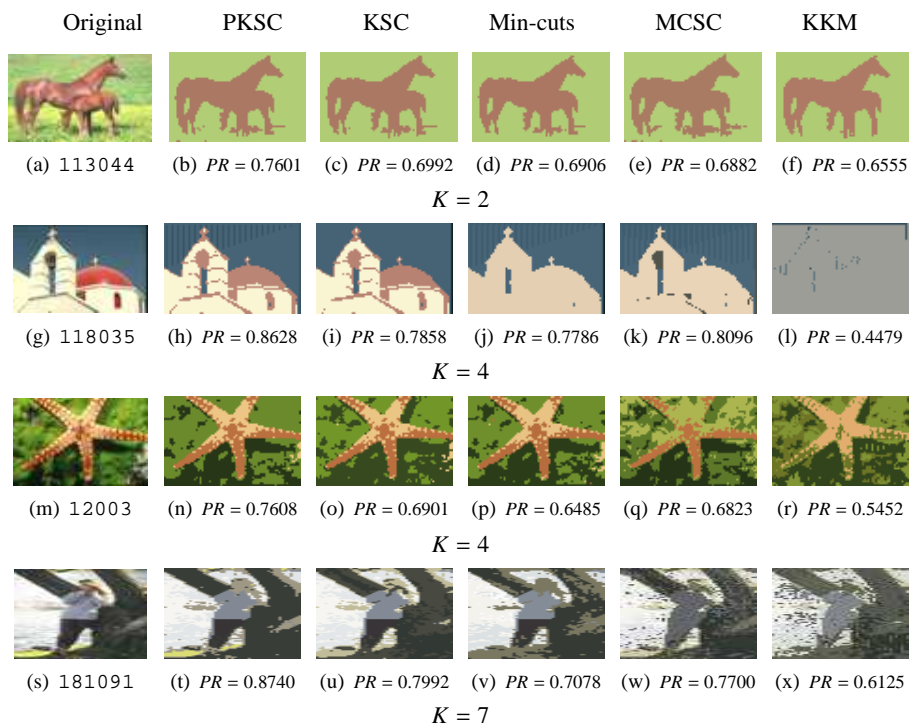 Original PKSC KSC Min-cuts MCSC KKM
(a) 113044 (b) PR = 0.7601 (c) PR = 0.6992 (d) PR = 0.6906 (e) PR = 0.6882 (f) PR = 0.6555
K = 2
(g) 118035 (h) PR = 0.8628 (i) PR = 0.7858 (j) PR = 0.7786 (k) PR = 0.8096 (l) PR = 0.4479
K = 4
(m) 12003 (n) PR = 0.7608 (o) PR = 0.6901 (p) PR = 0.6485 (q) PR = 0.6823 (r) PR = 0.5452
K = 4
(s) 181091 (t) PR = 0.8740 (u) PR = 0.7992 (v) PR = 0.7078 (w) PR = 0.7700 (x) PR = 0.6125
K = 7